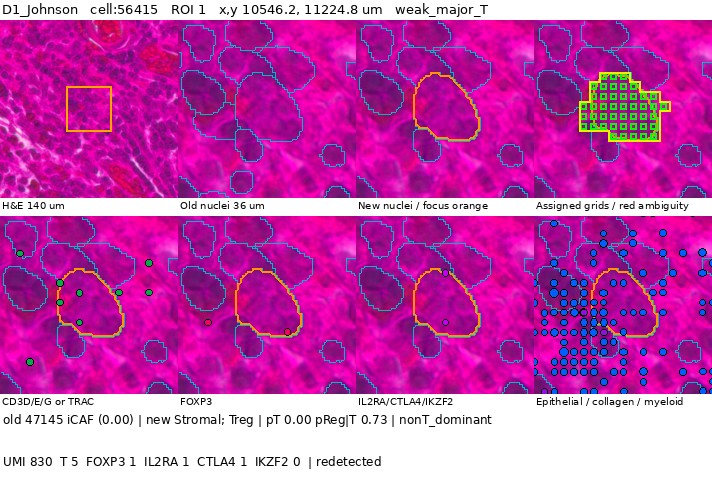 D1_Johnson cell:56415 ROI 1 x,y 10546.2, 11224.8 um weak_major_T
H&E 140 um
Old nuclei 36 um
New nuclei / focus orange
Assigned grids / red ambiguity
CD3D/E/G or TRAC
FOXP3
IL2RA/CTLA4/IKZF2
Epithelial / collagen / myeloid
old 47145 iCAF (0.00) | new Stromal; Treg | pT 0.00 pReg|T 0.73 | nonT_dominant
UMI 830 T 5 FOXP3 1 IL2RA 1 CTLA4 1 IKZF2 0 | redetected